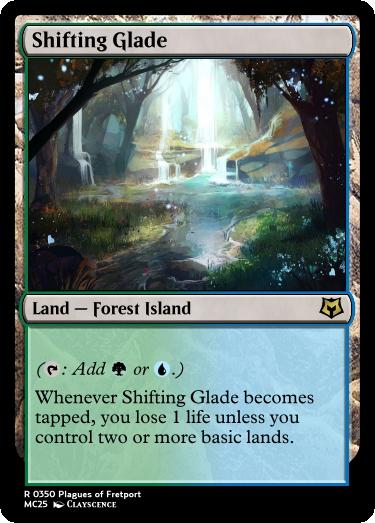 Shifting Glade
Land — Forest Island
(: Add or .)
Whenever Shifting Glade becomes
tapped, you lose 1 life unless you
control two or more basic lands.
R 0350 Plagues of Fretport
MC25 Clayscence